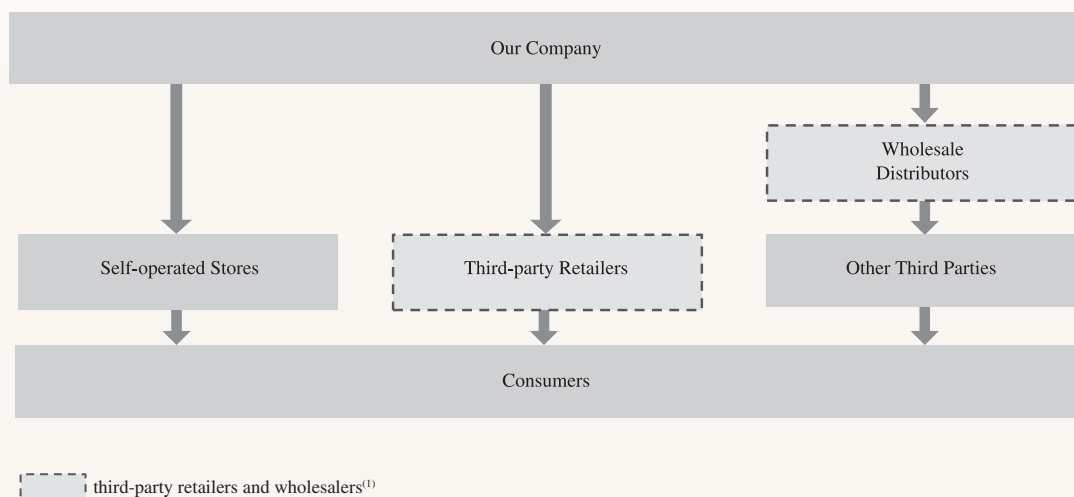 Our Company
Wholesale
Distributors
Self-operated Stores
Third-party Retailers
Other Third Parties
Consumers
third-party retailers and wholesalers(1)